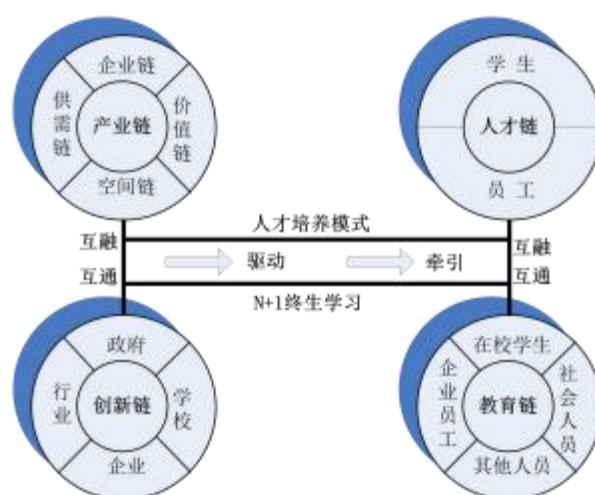 企业链
供需链
产业链
价值链
空间链
学生
人才链
员工
互融
互通
人才培养模式
驱动
牵引
N+1终生学习
互融
互通
政府
行业
创新链
学校
企业
在校学生
企业员工
教育链
社会人员
其他人员